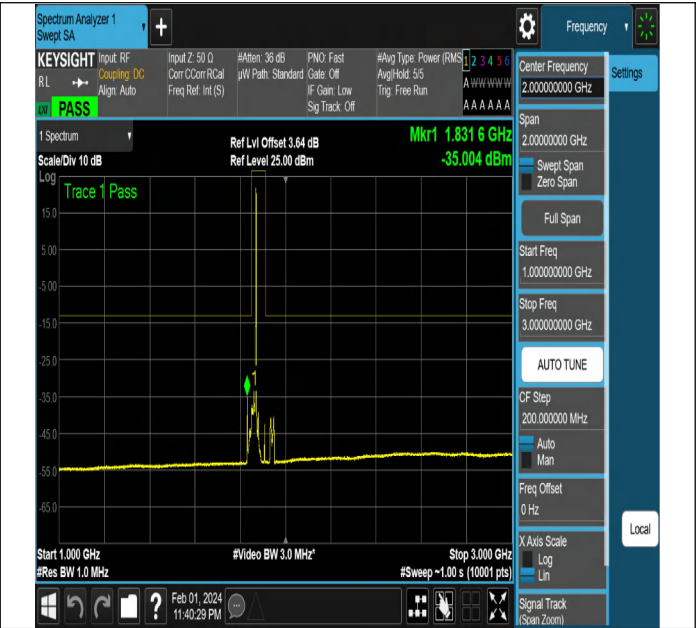 Spectrum Analyzer 1
Swept SA
Frequency
KEYSIGHT
RL
Input: RF
Coupling: DC
Align: Auto
Input Z: 50 Ω
Corr CCorr RCal
Freq Ref: Int (S)
#Atten: 36 dB
µW Path: Standard
PNO: Fast
Gate: Off
IF Gain: Low
Sig Track: Off
#Avg Type: Power (RMS
Avg|Hold: 5/5
Trig: Free Run
1 2 3 4 5 6
A W W W W W
A A A A A A
PASS
1 Spectrum
Scale/Div 10 dB
Ref Lvl Offset 3.64 dB
Ref Level 25.00 dBm
Mkr1 1.831 6 GHz
-35.004 dBm
Log
Trace 1 Pass
15.0
5.00
-5.00
-15.0
-25.0
-35.0
-45.0
-55.0
-65.0
1
Start 1.000 GHz
#Res BW 1.0 MHz
#Video BW 3.0 MHz*
Stop 3.000 GHz
#Sweep ~1.00 s (10001 pts)
Feb 01, 2024
11:40:29 PM
Center Frequency
2.000000000 GHz
Settings
Span
2.00000000 GHz
Swept Span
Zero Span
Full Span
Start Freq
1.000000000 GHz
Stop Freq
3.000000000 GHz
AUTO TUNE
CF Step
200.000000 MHz
Auto
Man
Freq Offset
0 Hz
X Axis Scale
Log
Lin
Local
Signal Track
(Span Zoom)